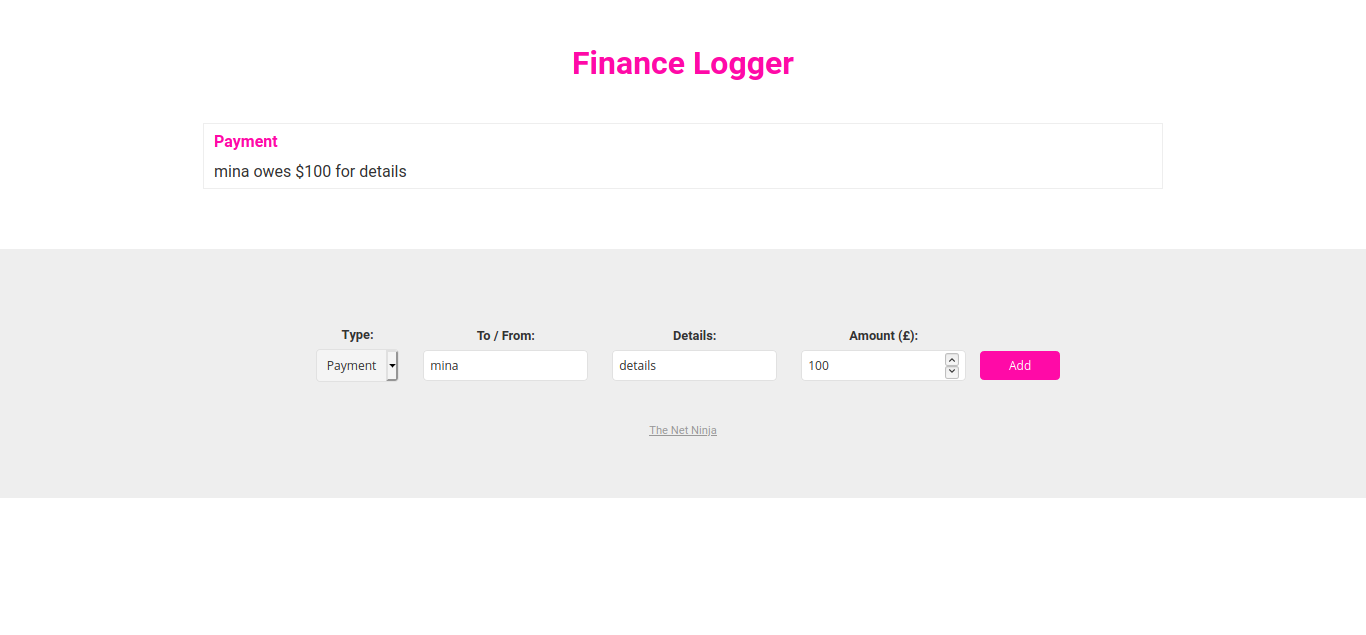 Finance Logger
Payment
mina owes $100 for details
Type: To / From: Details: Amount (£):
Payment mina details 100 Add
The Net Ninja